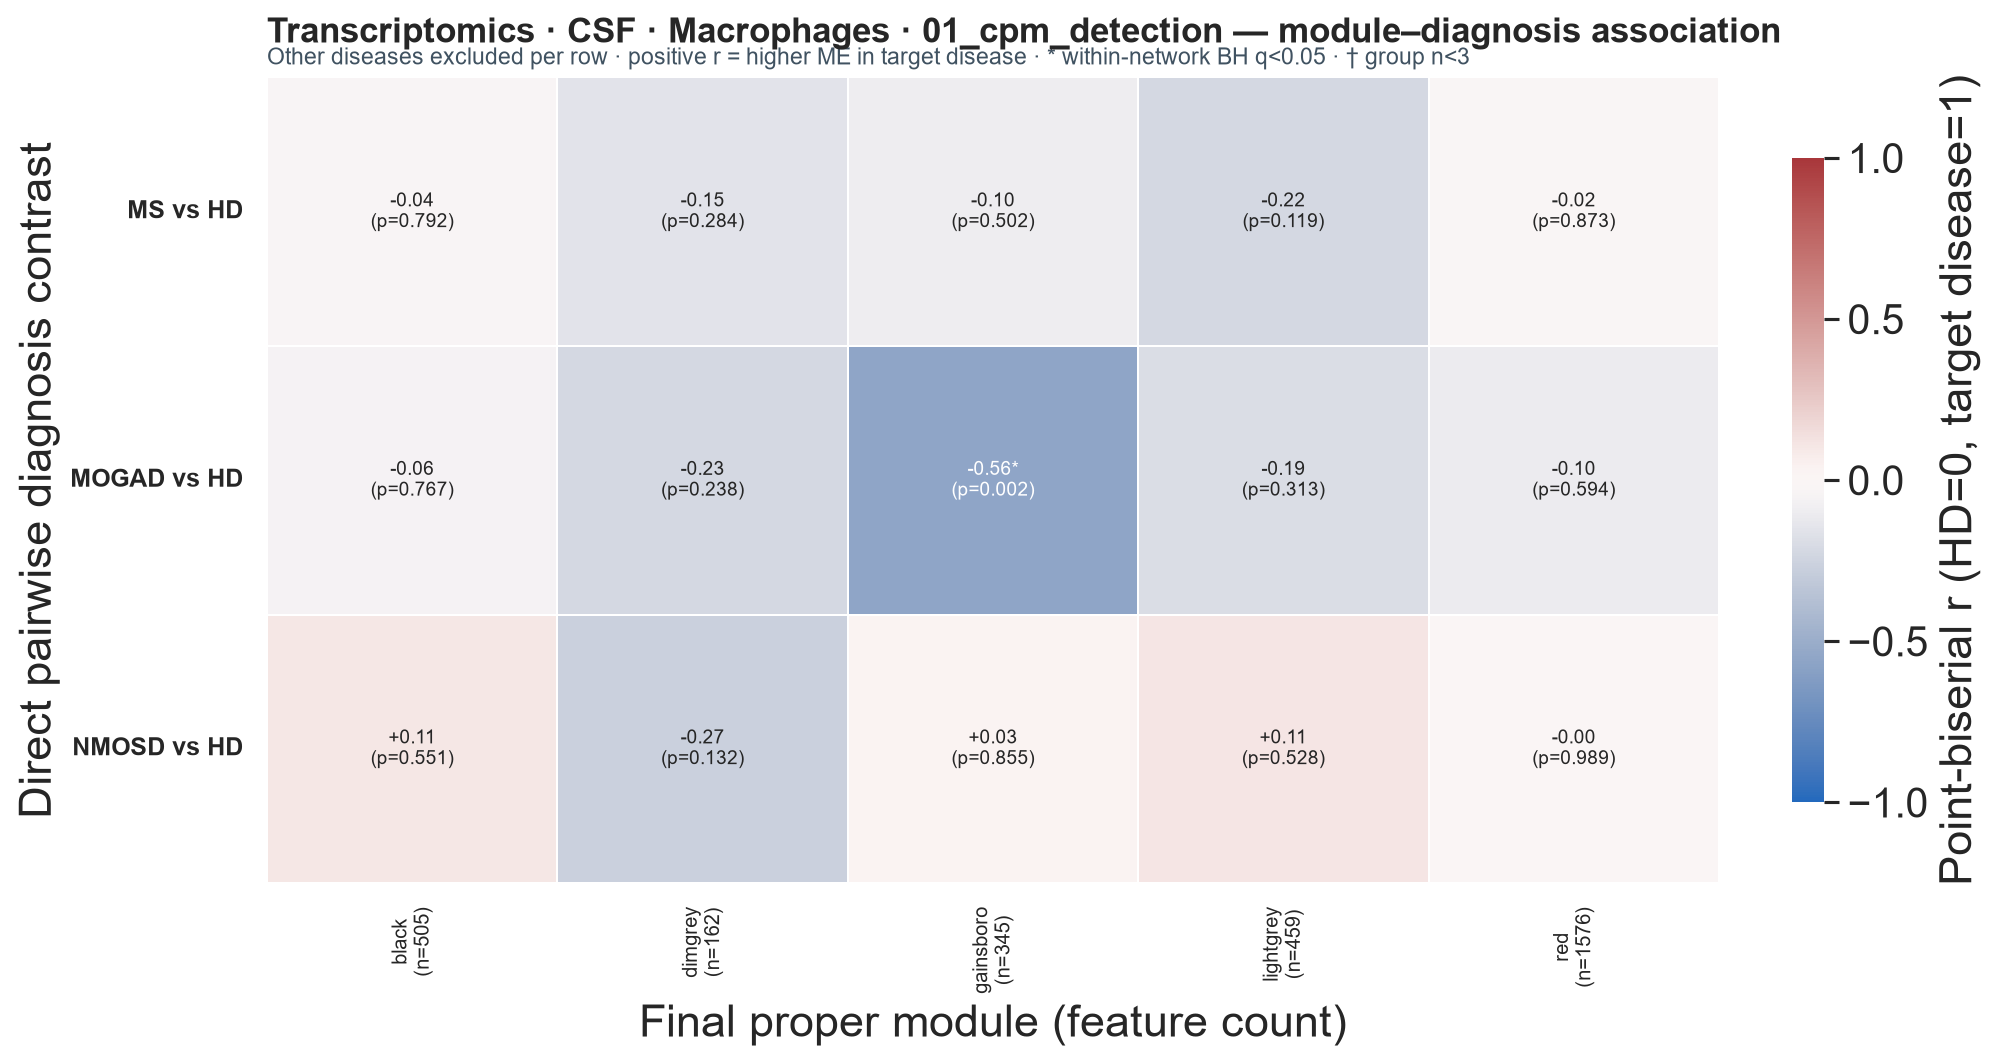 Transcriptomics · CSF · Macrophages · 01_cpm_detection — module–diagnosis association
Other diseases excluded per row · positive r = higher ME in target disease · * within-network BH q<0.05 · † group n<3
Direct pairwise diagnosis contrast
MS vs HD
-0.04
(p=0.792)
-0.15
(p=0.284)
-0.10
(p=0.502)
-0.22
(p=0.119)
-0.02
(p=0.873)
MOGAD vs HD
-0.06
(p=0.767)
-0.23
(p=0.238)
-0.56*
(p=0.002)
-0.19
(p=0.313)
-0.10
(p=0.594)
NMOSD vs HD
+0.11
(p=0.551)
-0.27
(p=0.132)
+0.03
(p=0.855)
+0.11
(p=0.528)
-0.00
(p=0.989)
black
(n=505)
dimgrey
(n=162)
gainsboro
(n=345)
lightgrey
(n=459)
red
(n=1576)
Final proper module (feature count)
1.0
0.5
0.0
−0.5
−1.0
Point-biserial r (HD=0, target disease=1)